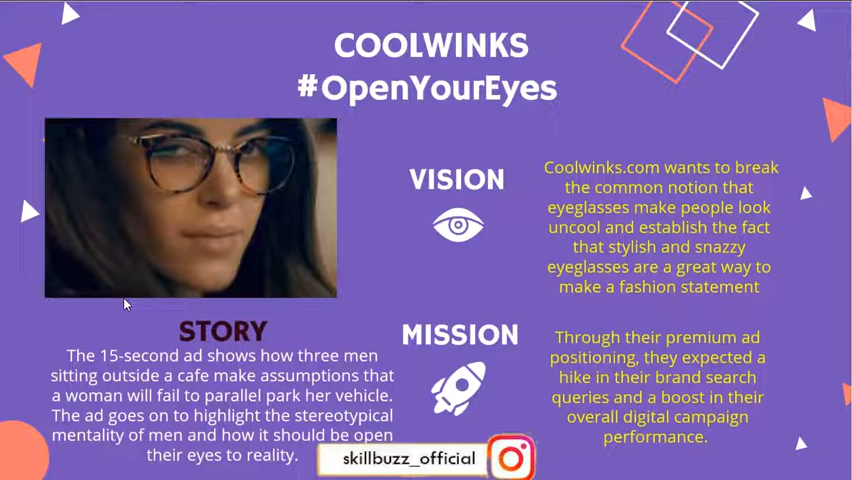 COOLWINKS
#OpenYourEyes
VISION
Coolwinks.com wants to break
the common notion that
eyeglasses make people look
uncool and establish the fact
that stylish and snazzy
eyeglasses are a great way to
make a fashion statement
STORY
The 15-second ad shows how three men
sitting outside a cafe make assumptions that
a woman will fail to parallel park her vehicle.
The ad goes on to highlight the stereotypical
mentality of men and how it should be open
their eyes to reality.
MISSION
Through their premium ad
positioning, they expected a
hike in their brand search
queries and a boost in their
overall digital campaign
performance.
skillbuzz_official